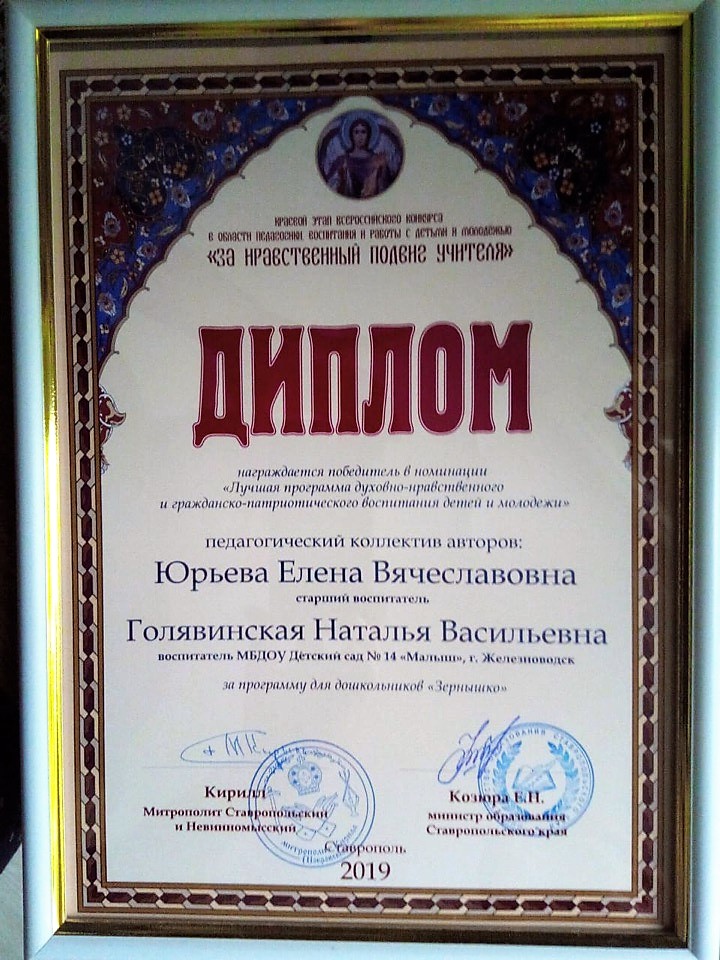 КРАЕВОЙ ЭТАП ВСЕРОССИЙСКОГО КОНКУРСА
В ОБЛАСТИ ПЕДАГОГИКИ, ВОСПИТАНИЯ И РАБОТЫ С ДЕТЬМИ И МОЛОДЕЖЬЮ
«ЗА НРАВСТВЕННЫЙ ПОДВИГ УЧИТЕЛЯ»
ДИПЛОМ
награждается победитель в номинации
«Лучшая программа духовно-нравственного
и гражданско-патриотического воспитания детей и молодежи»
педагогический коллектив авторов:
Юрьева Елена Вячеславовна
старший воспитатель
Голявинская Наталья Васильевна
воспитатель МБДОУ Детский сад № 14 «Малыш», г. Железноводск
за программу для дошкольников «Зернышко»
Кирилл
Митрополит Ставропольский
и Невинномысский
Козюра Е.Н.
министр образования
Ставропольского края
Ставрополь
2019